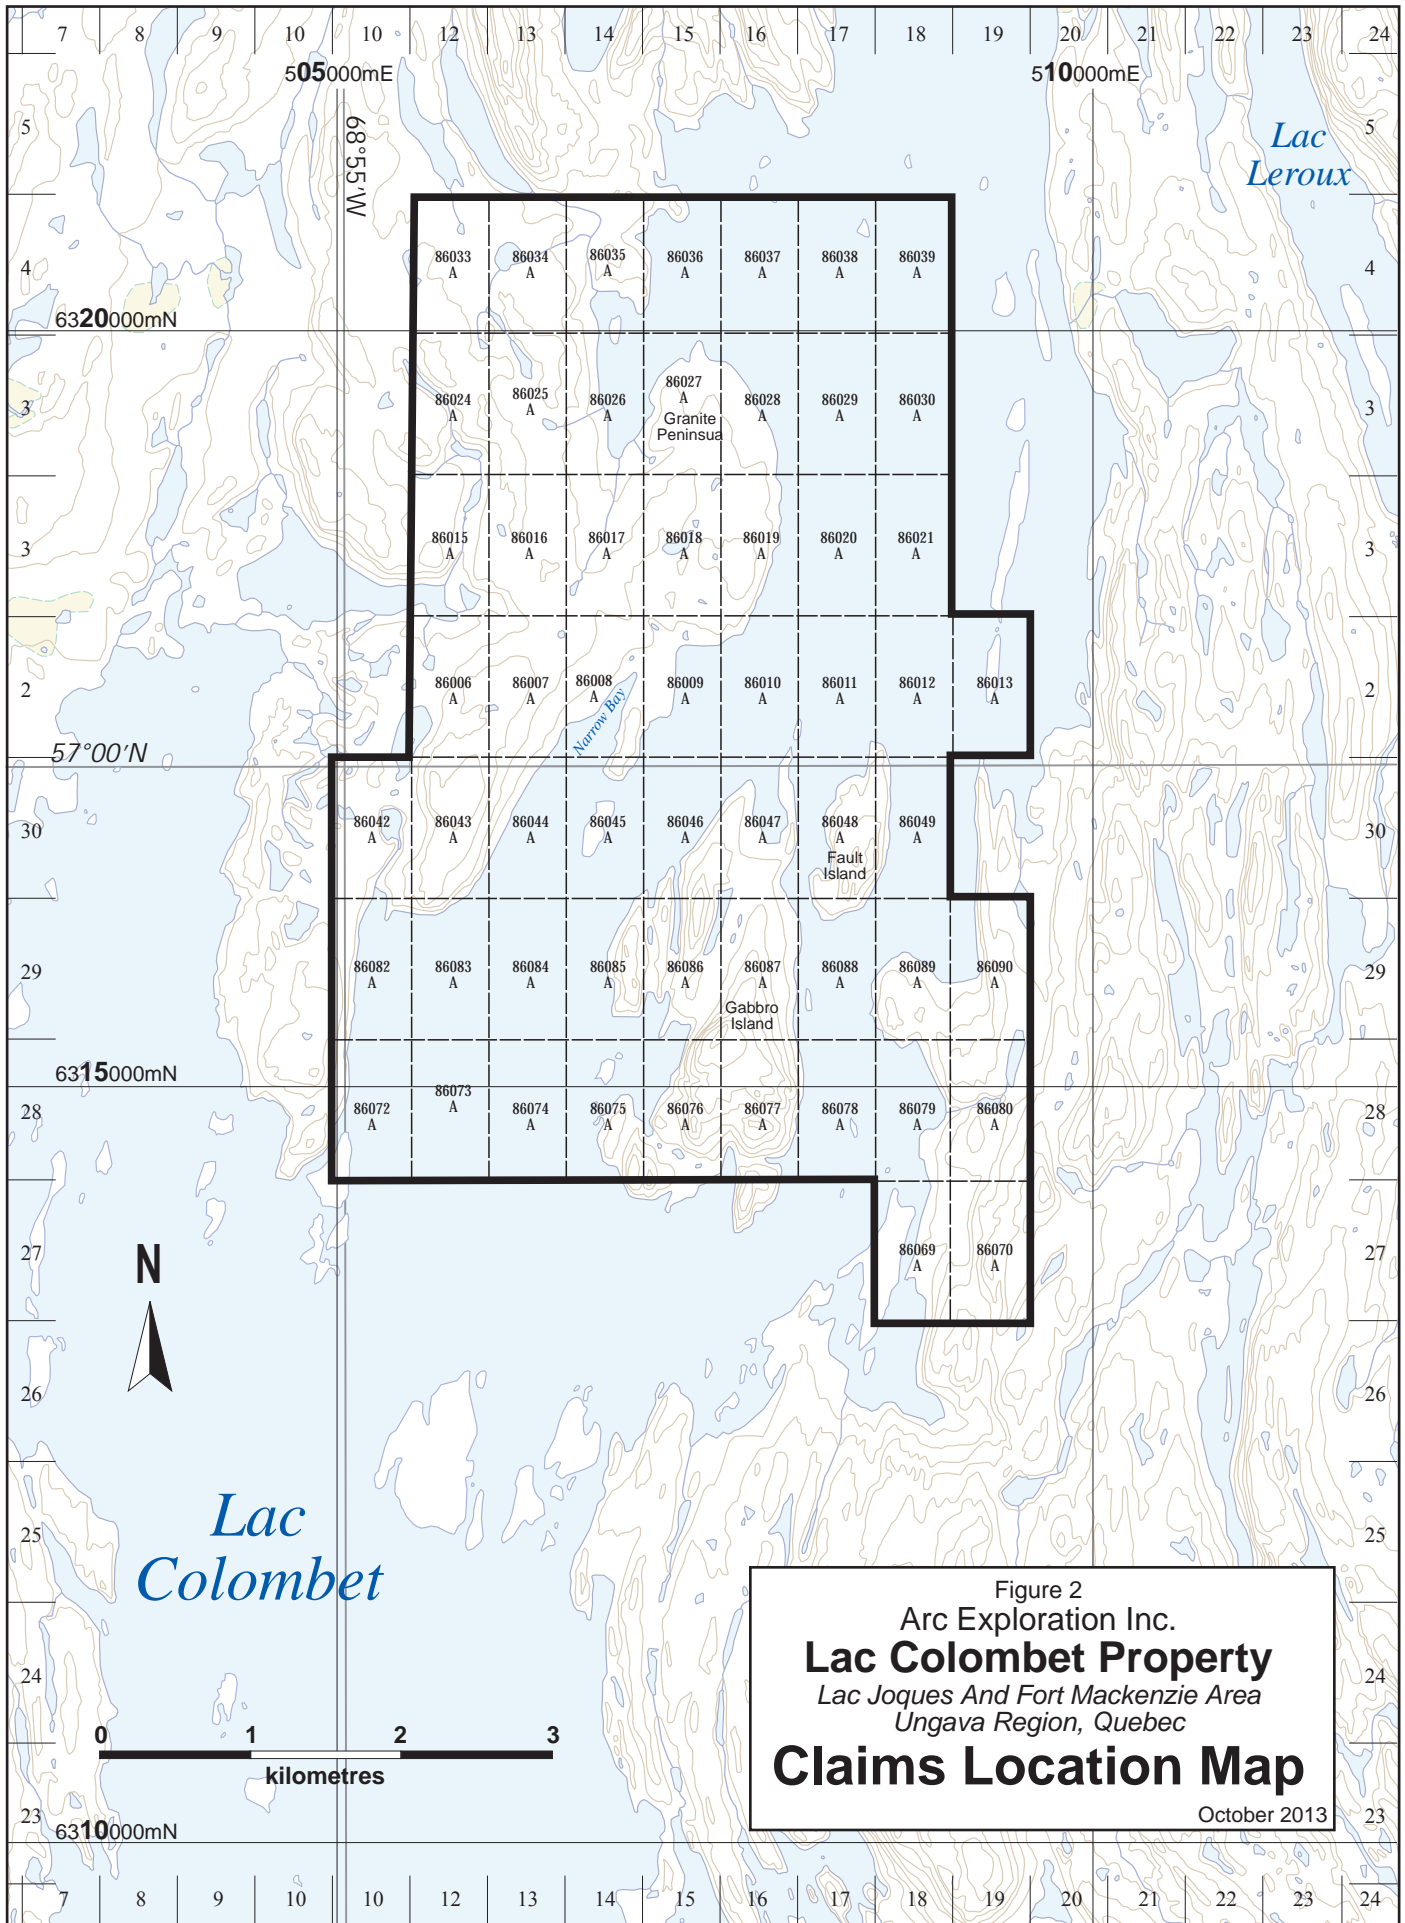 7 8 9 10 10 12 13 14 15 16 17 18 19 20 21 22 23 24
505000mE
510000mE
68°55'W
5
Lac
Leroux
5
86033 86034 86035 86036 86037 86038 86039
A A A A A A A
4
4
6320000mN
86024 86025 86026 86027 86028 86029 86030
A A A A A A A
3
3
Granite
Peninsua
86015 86016 86017 86018 86019 86020 86021
A A A A A A A
3
3
86006 86007 86008 86009 86010 86011 86012 86013
A A A A A A A A
2
2
Narrow Bay
57°00'N
86042 86043 86044 86045 86046 86047 86048 86049
A A A A A A A A
30
30
Fault
Island
86082 86083 86084 86085 86086 86087 86088 86089 86090
A A A A A A A A A
29
29
Gabbro
Island
6315000mN
86072 86073 86074 86075 86076 86077 86078 86079 86080
A A A A A A A A A
28
28
86069 86070
A A
27
27
N
26
26
25
25
Lac
Colombet
24
24
0 1 2 3
kilometres
23
23
6310000mN
Figure 2
Arc Exploration Inc.
Lac Colombet Property
Lac Joques And Fort Mackenzie Area
Ungava Region, Quebec
Claims Location Map
October 2013
7 8 9 10 10 12 13 14 15 16 17 18 19 20 21 22 23 24